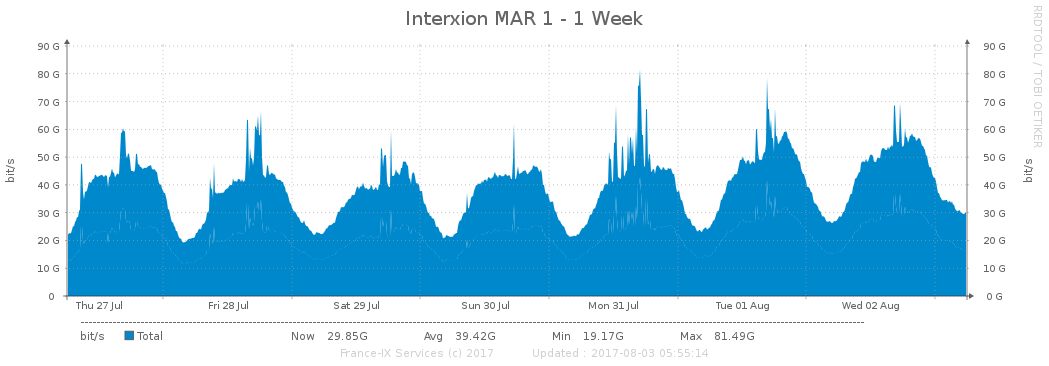 Interxion MAR 1 - 1 Week
RRDTOOL / TOBI OETIKER
90 G 90 G
80 G 80 G
70 G 70 G
60 G 60 G
50 G 50 G
40 G 40 G
30 G 30 G
20 G 20 G
10 G 10 G
0 0 G
bit/s
bit/s
Thu 27 Jul Fri 28 Jul Sat 29 Jul Sun 30 Jul Mon 31 Jul Tue 01 Aug Wed 02 Aug
bit/s Total Now 29.85G Avg 39.42G Min 19.17G Max 81.49G
France-IX Services (c) 2017 Updated : 2017-08-03 05:55:14